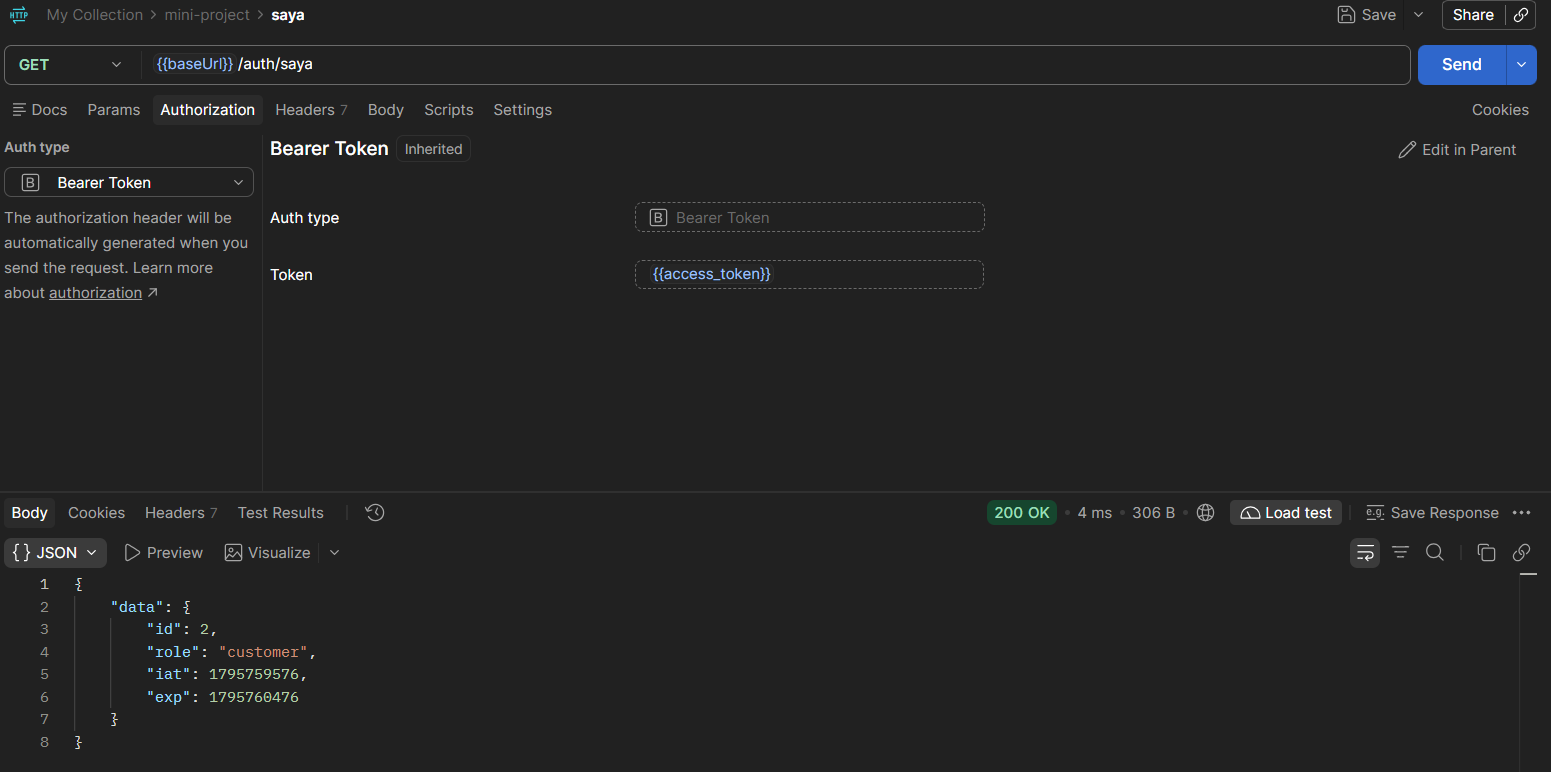 HTTP My Collection > mini-project > saya Save Share
GET {{baseUrl}} /auth/saya Send
Docs Params Authorization Headers 7 Body Scripts Settings Cookies
Auth type
B Bearer Token
The authorization header will be
automatically generated when you
send the request. Learn more
about authorization ↗
Bearer Token Inherited Edit in Parent
Auth type B Bearer Token
Token {{access_token}}
Body Cookies Headers 7 Test Results 200 OK • 4 ms • 306 B • Load test e.g. Save Response •••
{} JSON Preview Visualize
1 {
2 "data": {
3 "id": 2,
4 "role": "customer",
5 "iat": 1795759576,
6 "exp": 1795760476
7 }
8 }